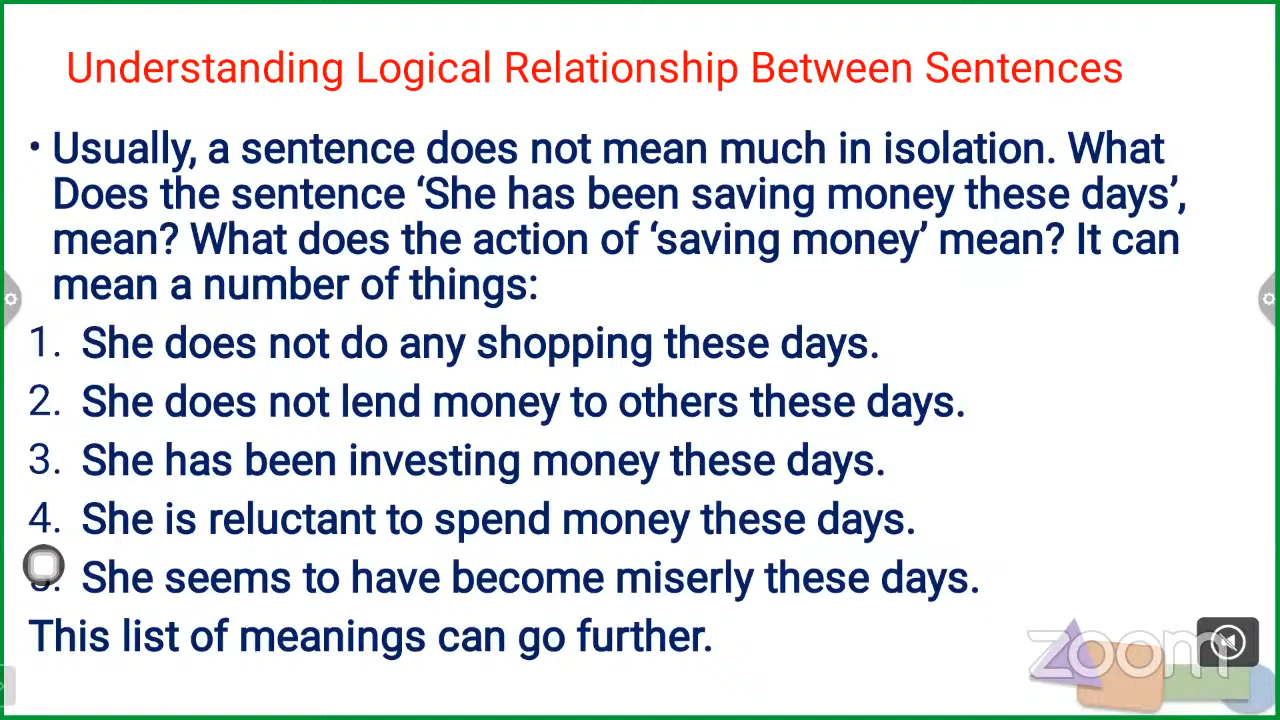 Understanding Logical Relationship Between Sentences
• Usually, a sentence does not mean much in isolation. What
Does the sentence ‘She has been saving money these days’,
mean? What does the action of ‘saving money’ mean? It can
mean a number of things:
1. She does not do any shopping these days.
2. She does not lend money to others these days.
3. She has been investing money these days.
4. She is reluctant to spend money these days.
She seems to have become miserly these days.
This list of meanings can go further.
zoom